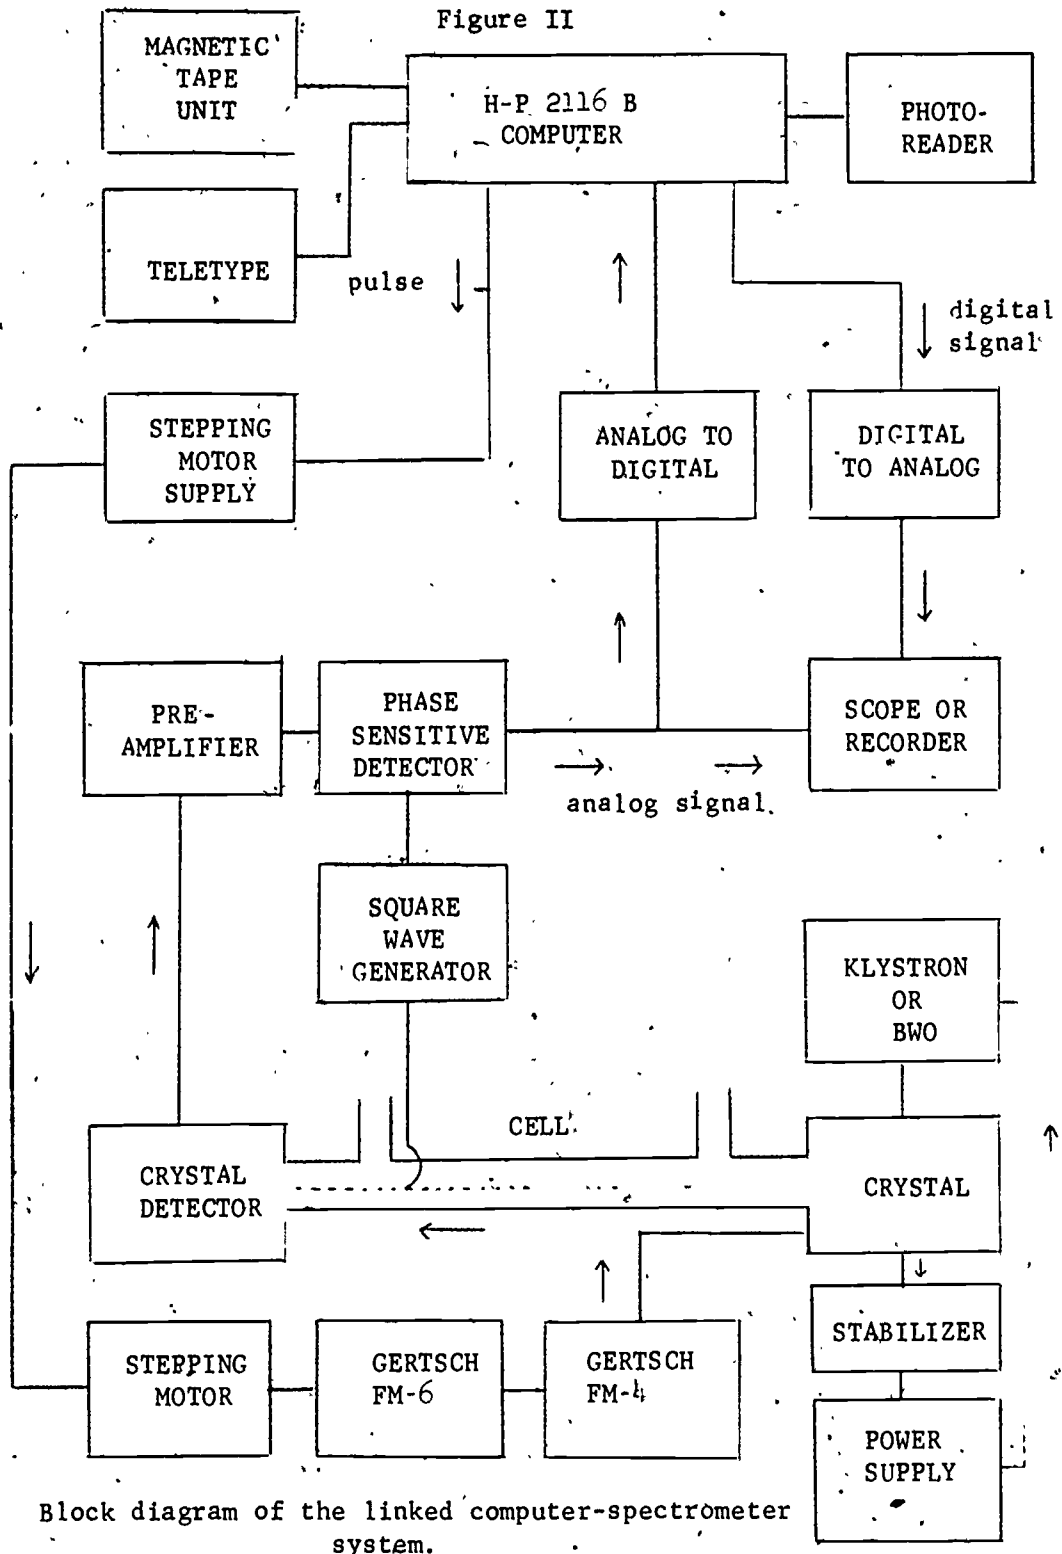 Figure II
MAGNETIC
TAPE
UNIT
H-P 2116 B
COMPUTER
PHOTO-
READER
TELETYPE
pulse
digital
signal
STEPPING
MOTOR
SUPPLY
ANALOG TO
DIGITAL
DIGITAL
TO ANALOG
PRE-
AMPLIFIER
PHASE
SENSITIVE
DETECTOR
SCOPE OR
RECORDER
analog signal.
SQUARE
WAVE
GENERATOR
KLYSTRON
OR
BWO
CELL
CRYSTAL
DETECTOR
CRYSTAL
STABILIZER
STEPPING
MOTOR
GERTSCH
FM-6
GERTSCH
FM-4
POWER
SUPPLY
Block diagram of the linked computer-spectrometer
system.